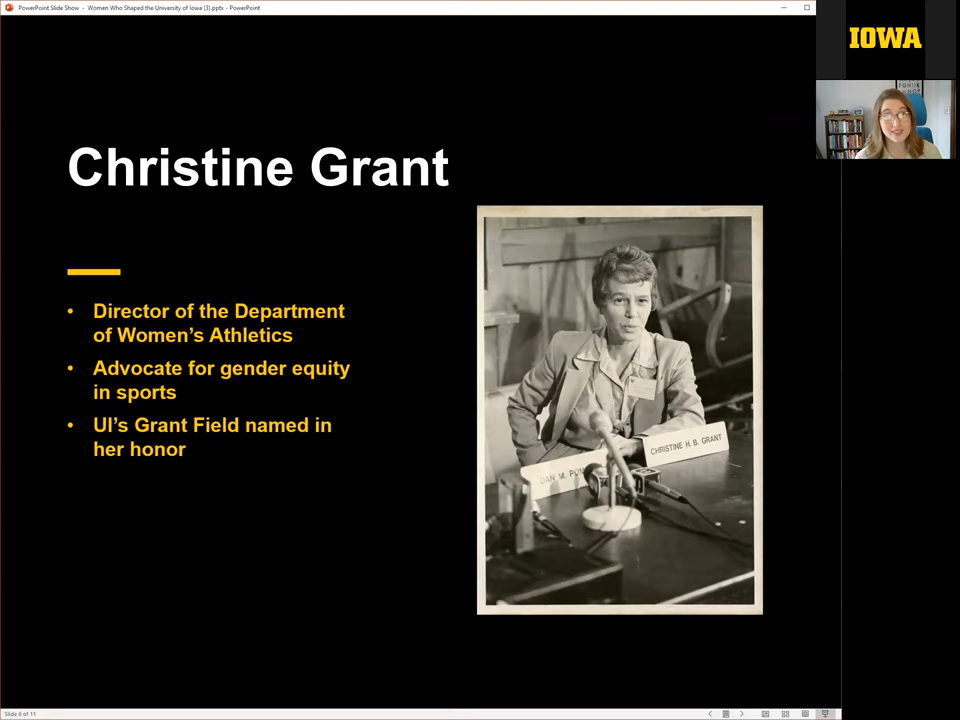 PowerPoint Slide Show - Women Who Shaped the University of Iowa (3).pptx - PowerPoint
IOWA
Christine Grant
• Director of the Department
of Women's Athletics
• Advocate for gender equity
in sports
• UI's Grant Field named in
her honor
CHRISTINE H. B. GRANT
DAN M.
Slide 6 of 11